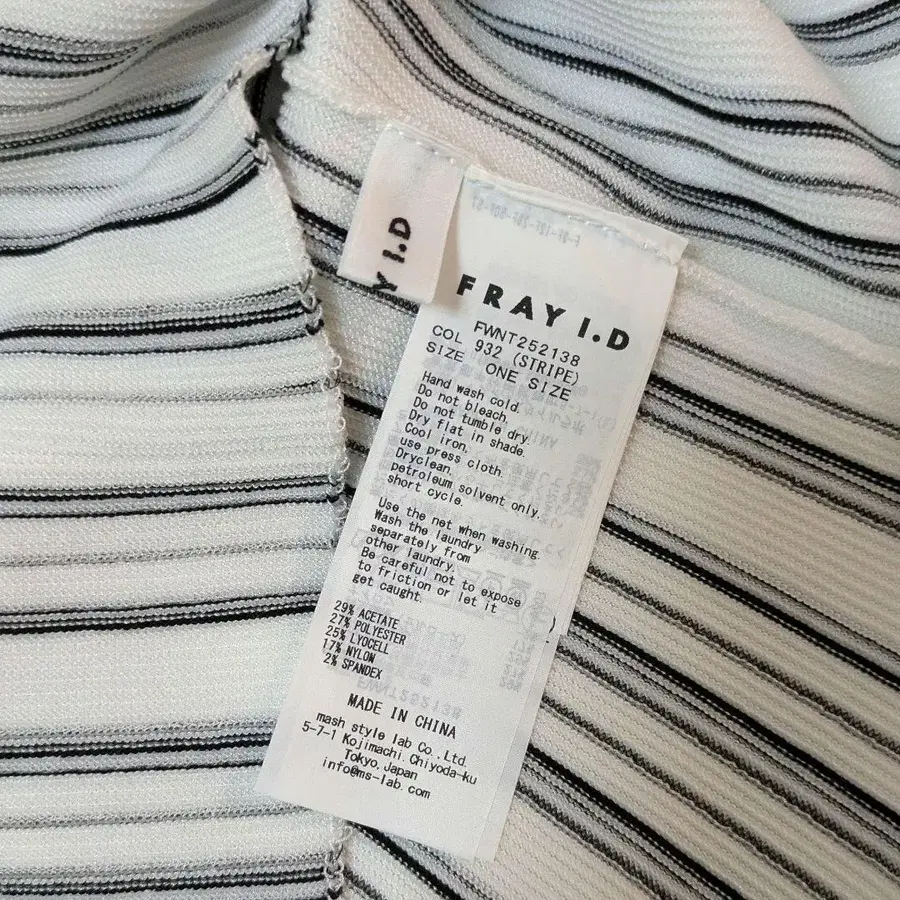 Y I.D
FRAY I.D
FWNT252138
COL 932 (STRIPE)
SIZE ONE SIZE
Hand wash cold.
Do not bleach.
Do not tumble dry.
Dry flat in shade.
Cool iron.
use press cloth.
Dryclean.
petroleum solvent only.
short cycle.
Use the net when washing.
Wash the laundry
separately from
other laundry.
Be careful not to expose
to friction or let it
get caught.
29% ACETATE
27% POLYESTER
25% LYOCELL
17% NYLON
2% SPANDEX
MADE IN CHINA
mash style lab Co.,Ltd.
5-7-1 Kojimachi Chiyoda-ku
Tokyo,Japan
info@ms-lab.com